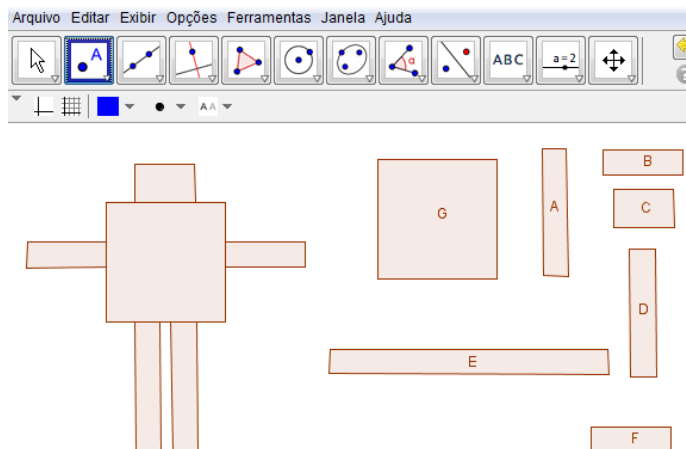 Arquivo Editar Exibir Opções Ferramentas Janela Ajuda
A α ABC a=2
A A
B
G A C
D
E
F